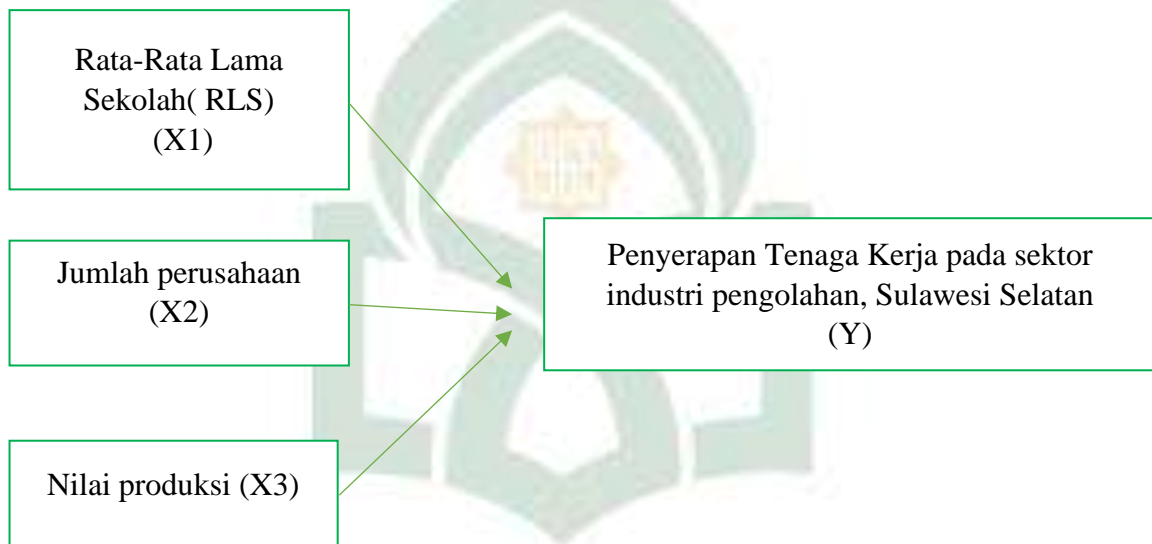 Rata-Rata Lama
Sekolah( RLS)
(X1)
Jumlah perusahaan
(X2)
Nilai produksi (X3)
Penyerapan Tenaga Kerja pada sektor
industri pengolahan, Sulawesi Selatan
(Y)